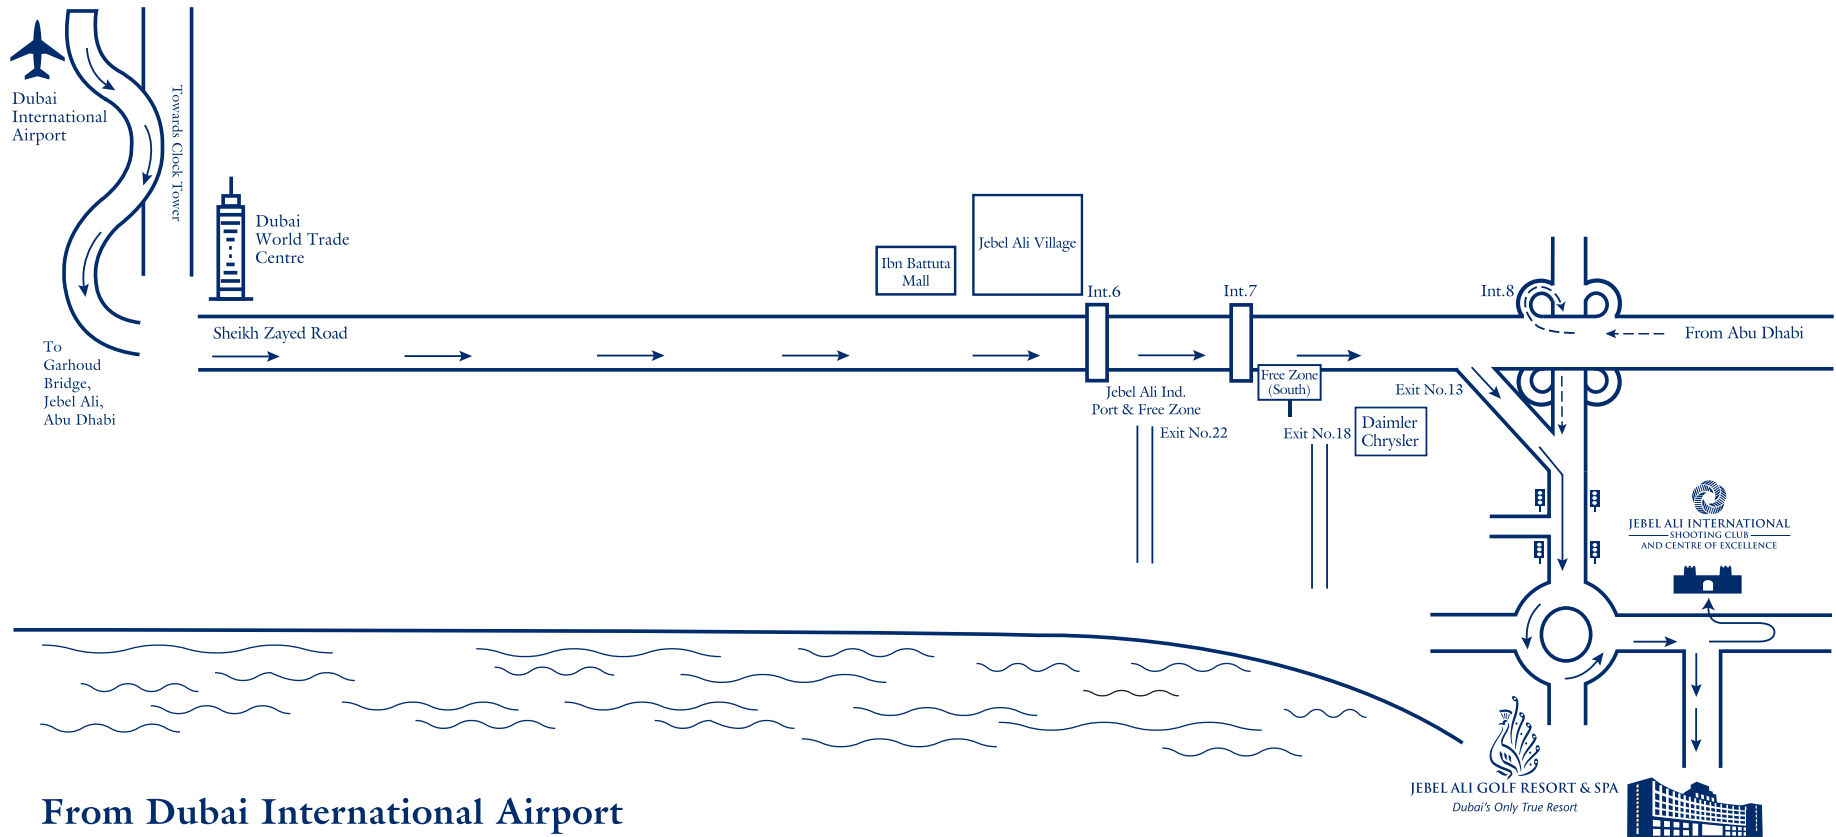 Dubai
International
Airport
Towards Clock Tower
Dubai
World Trade
Centre
To
Garhoud
Bridge,
Jebel Ali,
Abu Dhabi
Sheikh Zayed Road
Ibn Battuta
Mall
Jebel Ali Village
Int.6
Int.7
Int.8
From Abu Dhabi
Jebel Ali Ind.
Port & Free Zone
Exit No.22
Free Zone
(South)
Exit No.18
Daimler
Chrysler
Exit No.13
JEBEL ALI INTERNATIONAL
SHOOTING CLUB
AND CENTRE OF EXCELLENCE
JEBEL ALI GOLF RESORT & SPA
Dubai's Only True Resort
From Dubai International Airport